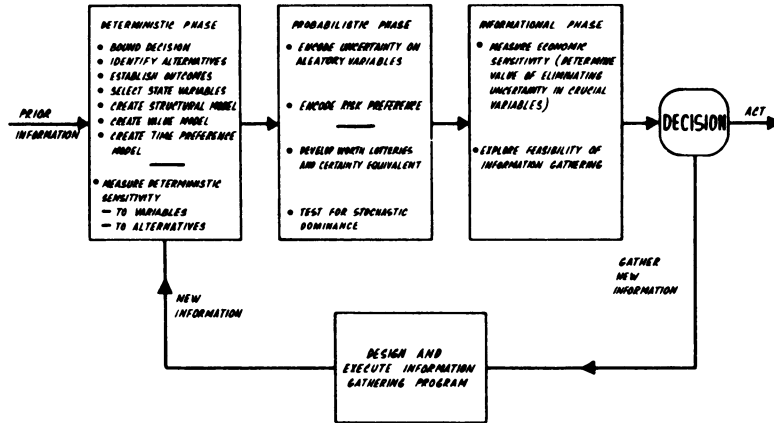 DETERMINISTIC PHASE
• BOUND DECISION
• IDENTIFY ALTERNATIVES
• ESTABLISH OUTCOMES
• SELECT STATE VARIABLES
• CREATE STRUCTURAL MODEL
• CREATE VALUE MODEL
• CREATE TIME PREFERENCE
MODEL
• MEASURE DETERMINISTIC
SENSITIVITY
– TO VARIABLES
– TO ALTERNATIVES
PROBABILISTIC PHASE
• ENCODE UNCERTAINTY ON
ALEATORY VARIABLES
• ENCODE RISK PREFERENCE
• DEVELOP WORTH LOTTERIES
AND CERTAINTY EQUIVALENT
• TEST FOR STOCHASTIC
DOMINANCE
INFORMATIONAL PHASE
• MEASURE ECONOMIC
SENSITIVITY (DETERMINE
VALUE OF ELIMINATING
UNCERTAINTY IN CRUCIAL
VARIABLES)
• EXPLORE FEASIBILITY OF
INFORMATION GATHERING
PRIOR
INFORMATION
DECISION
ACT
GATHER
NEW
INFORMATION
NEW
INFORMATION
DESIGN AND
EXECUTE INFORMATION
GATHERING PROGRAM